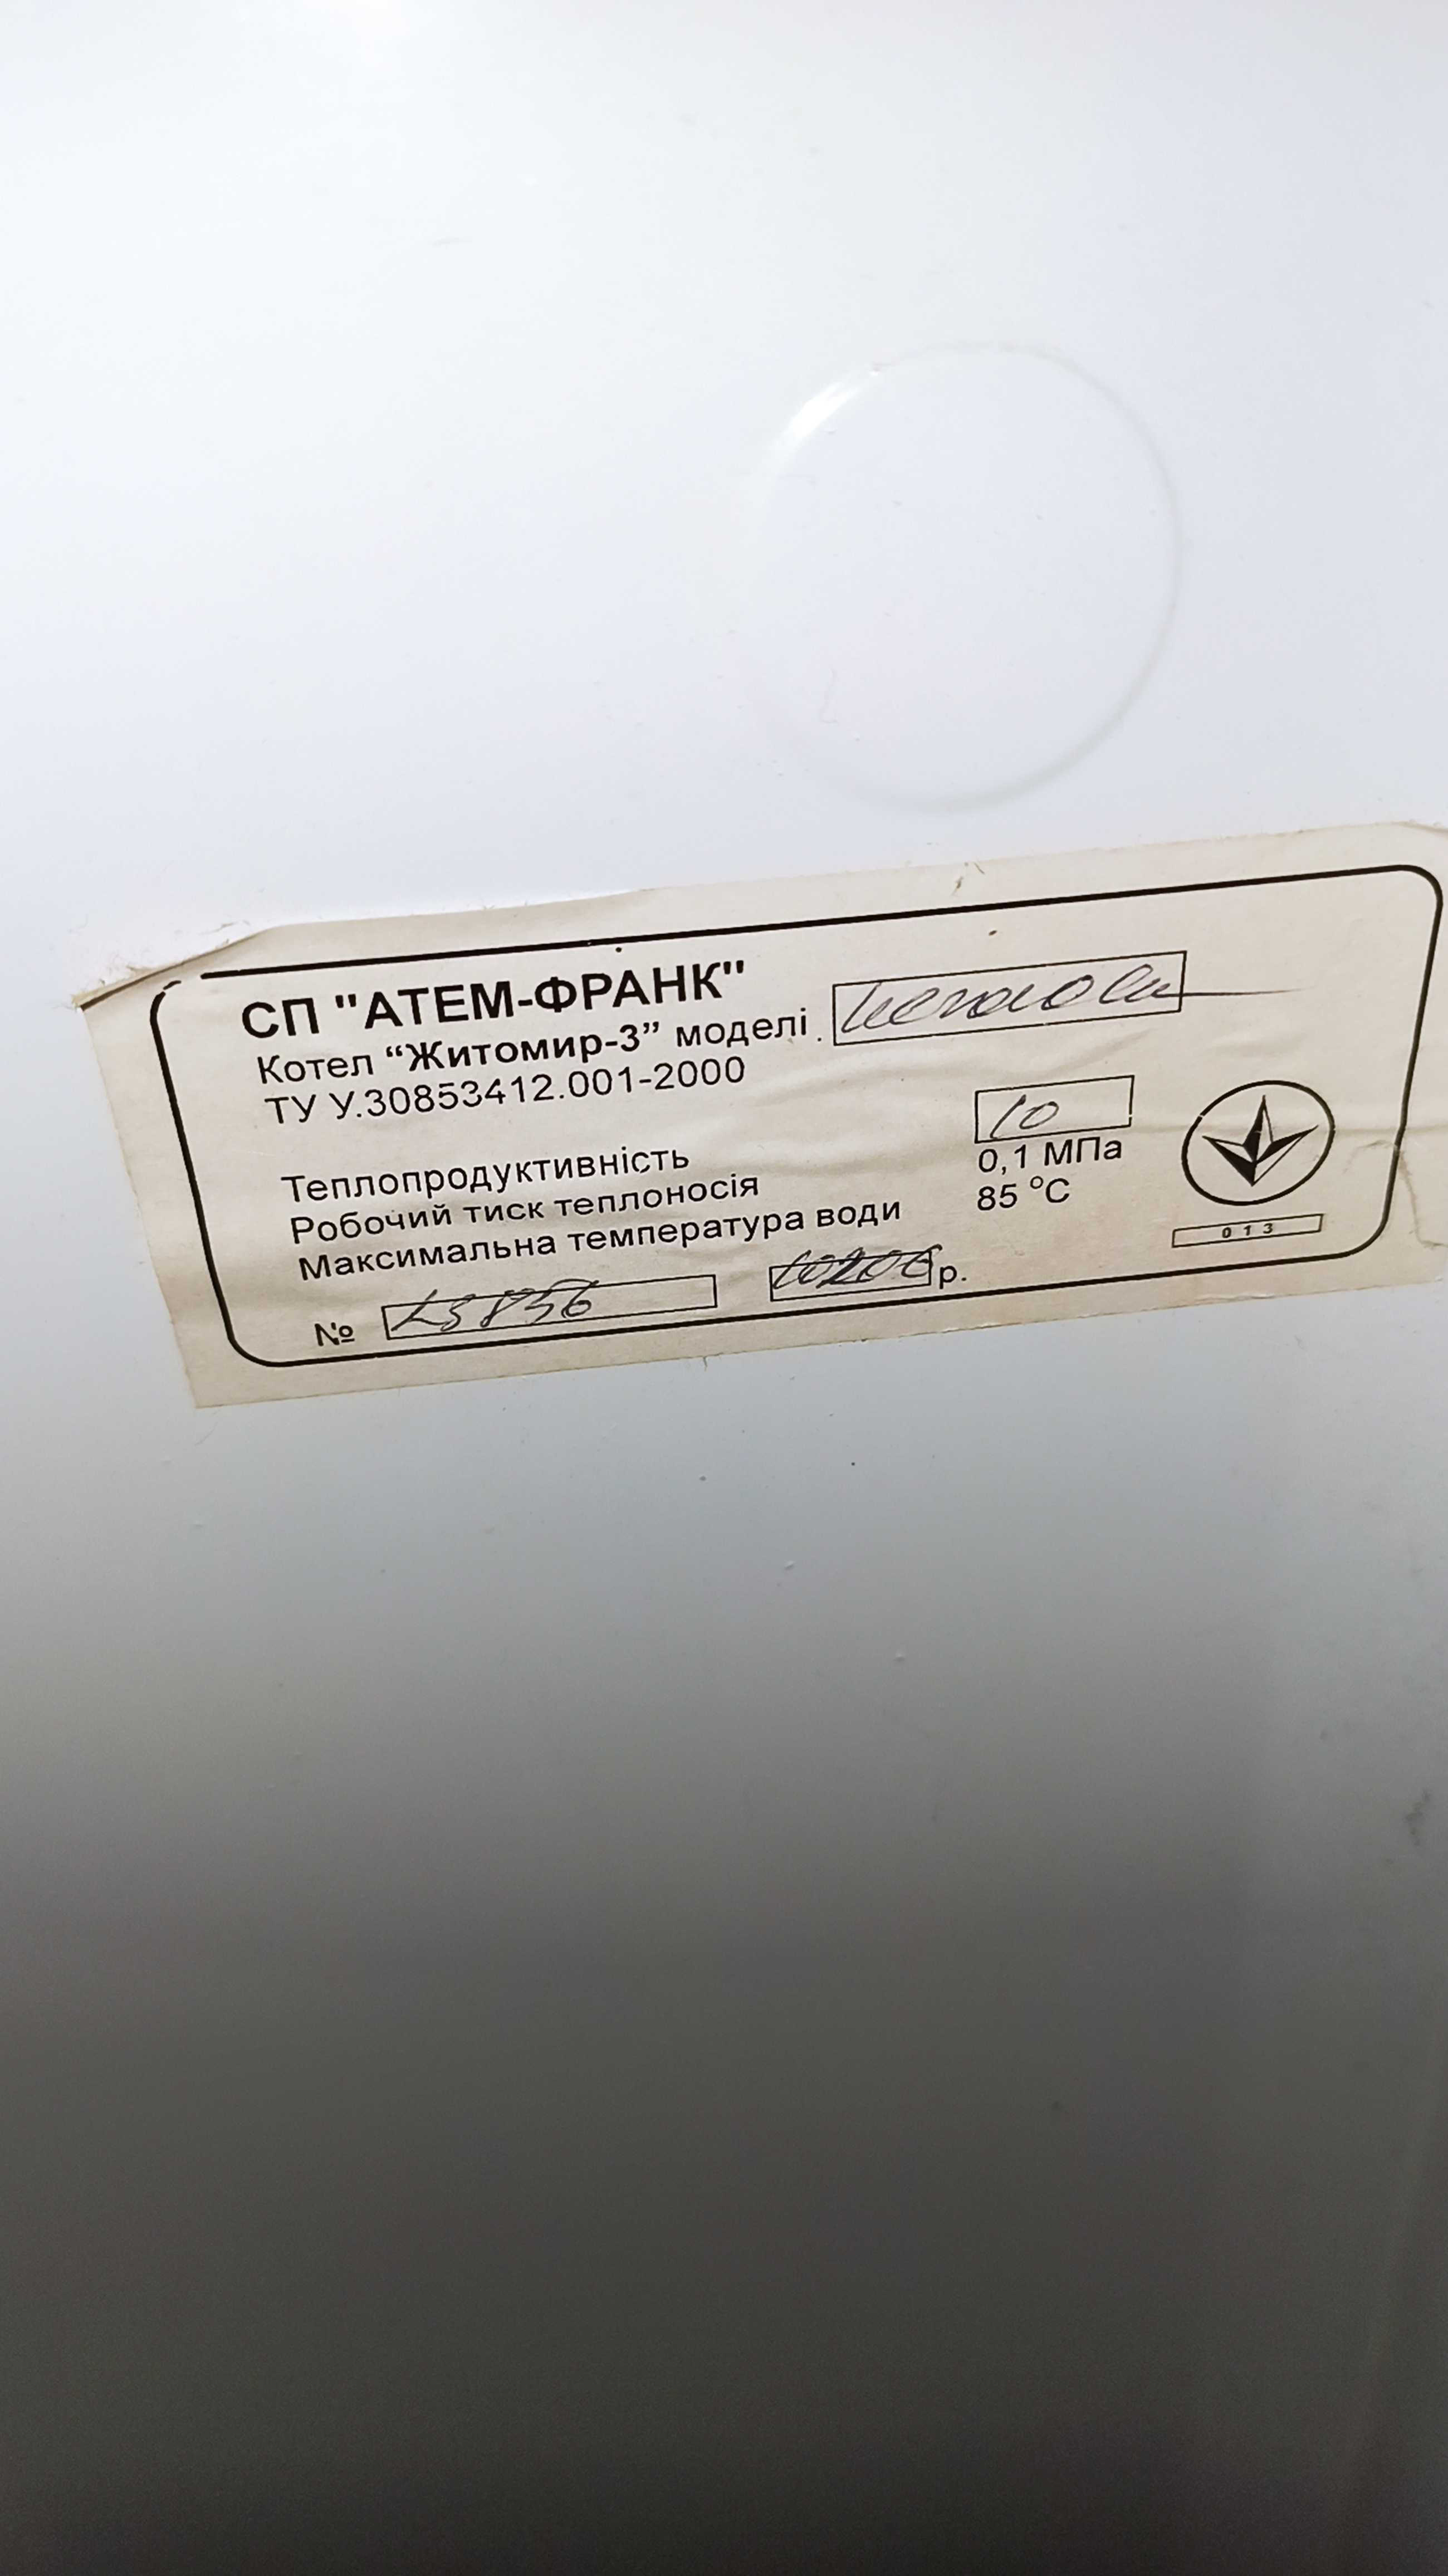 СП "АТЕМ-ФРАНК"
Котел “Житомир-3” моделі
ТУ У.30853412.001-2000
Теплопродуктивність 10
Робочий тиск теплоносія 0,1 МПа
Максимальна температура води 85 °С
№ р.
013